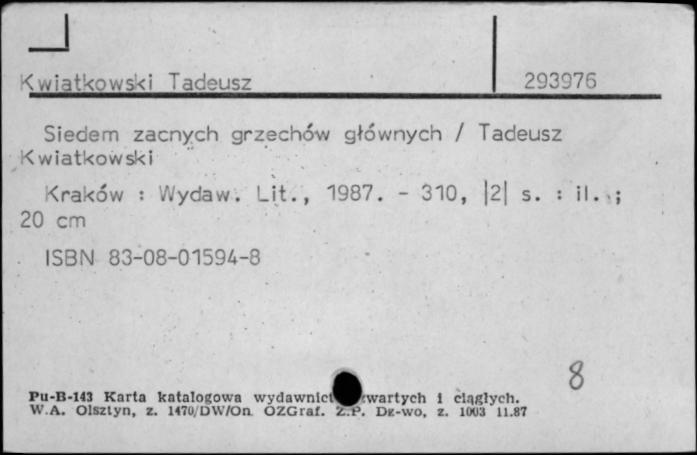 Kwiatkowski Tadeusz 293976
Siedem zacnych grzechów głównych / Tadeusz
Kwiatkowski
Kraków : Wydaw. Lit., 1987. - 310, |2| s. : il. ;
20 cm
ISBN 83-08-01594-8
8
Pu-B-143 Karta katalogowa wydawnict wartych i ciągłych.
W.A. Olsztyn, z. 1470/DW/On. OZGraf. Z.P. Dz-wo, z. 1003 11.87